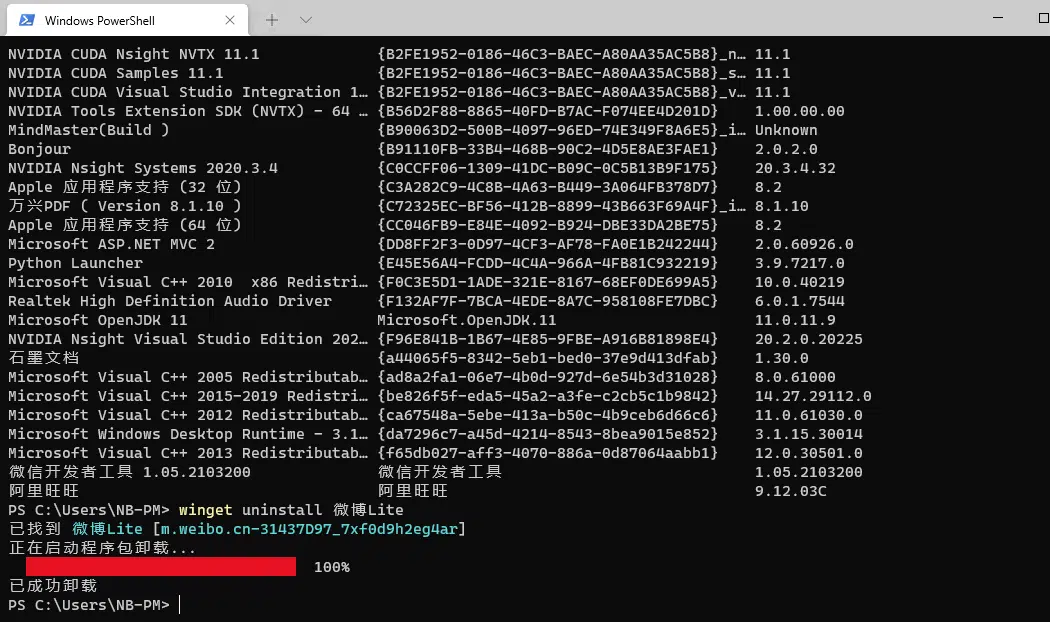 Windows PowerShell
NVIDIA CUDA Nsight NVTX 11.1 {B2FE1952-0186-46C3-BAEC-A80AA35AC5B8}_n… 11.1
NVIDIA CUDA Samples 11.1 {B2FE1952-0186-46C3-BAEC-A80AA35AC5B8}_s… 11.1
NVIDIA CUDA Visual Studio Integration 1… {B2FE1952-0186-46C3-BAEC-A80AA35AC5B8}_v… 11.1
NVIDIA Tools Extension SDK (NVTX) - 64 … {B56D2F88-8865-40FD-B7AC-F074EE4D201D} 1.00.00.00
MindMaster(Build ) {B90063D2-500B-4097-96ED-74E349F8A6E5}_i… Unknown
Bonjour {B91110FB-33B4-468B-90C2-4D5E8AE3FAE1} 2.0.2.0
NVIDIA Nsight Systems 2020.3.4 {C0CCFF06-1309-41DC-B09C-0C5B13B9F175} 20.3.4.32
Apple 应用程序支持 (32 位) {C3A282C9-4C8B-4A63-B449-3A064FB378D7} 8.2
万兴PDF ( Version 8.1.10 ) {C72325EC-BF56-412B-8899-43B663F69A4F}_i… 8.1.10
Apple 应用程序支持 (64 位) {CC046FB9-E84E-4092-B924-DBE33DA2BE75} 8.2
Microsoft ASP.NET MVC 2 {DD8FF2F3-0D97-4CF3-AF78-FA0E1B242244} 2.0.60926.0
Python Launcher {E45E56A4-FCDD-4C4A-966A-4FB81C932219} 3.9.7217.0
Microsoft Visual C++ 2010  x86 Redistri… {F0C3E5D1-1ADE-321E-8167-68EF0DE699A5} 10.0.40219
Realtek High Definition Audio Driver {F132AF7F-7BCA-4EDE-8A7C-958108FE7DBC} 6.0.1.7544
Microsoft OpenJDK 11 Microsoft.OpenJDK.11 11.0.11.9
NVIDIA Nsight Visual Studio Edition 202… {F96E841B-1B67-4E85-9FBE-A916B81898E4} 20.2.0.20225
石墨文档 {a44065f5-8342-5eb1-bed0-37e9d413dfab} 1.30.0
Microsoft Visual C++ 2005 Redistributab… {ad8a2fa1-06e7-4b0d-927d-6e54b3d31028} 8.0.61000
Microsoft Visual C++ 2015-2019 Redistri… {be826f5f-eda5-45a2-a3fe-c2cb5c1b9842} 14.27.29112.0
Microsoft Visual C++ 2012 Redistributab… {ca67548a-5ebe-413a-b50c-4b9ceb6d66c6} 11.0.61030.0
Microsoft Windows Desktop Runtime - 3.1… {da7296c7-a45d-4214-8543-8bea9015e852} 3.1.15.30014
Microsoft Visual C++ 2013 Redistributab… {f65db027-aff3-4070-886a-0d87064aabb1} 12.0.30501.0
微信开发者工具 1.05.2103200 微信开发者工具 1.05.2103200
阿里旺旺 阿里旺旺 9.12.03C
PS C:\Users\NB-PM> winget uninstall 微博Lite
已找到 微博Lite [m.weibo.cn-31437D97_7xf0d9h2eg4ar]
正在启动程序包卸载...
100%
已成功卸载
PS C:\Users\NB-PM>